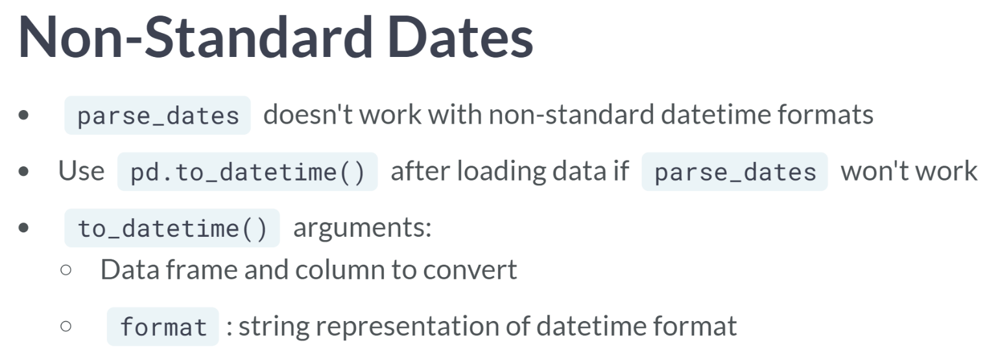 Non-Standard Dates
• parse_dates doesn't work with non-standard datetime formats
• Use pd.to_datetime() after loading data if parse_dates won't work
• to_datetime() arguments:
○ Data frame and column to convert
○ format : string representation of datetime format